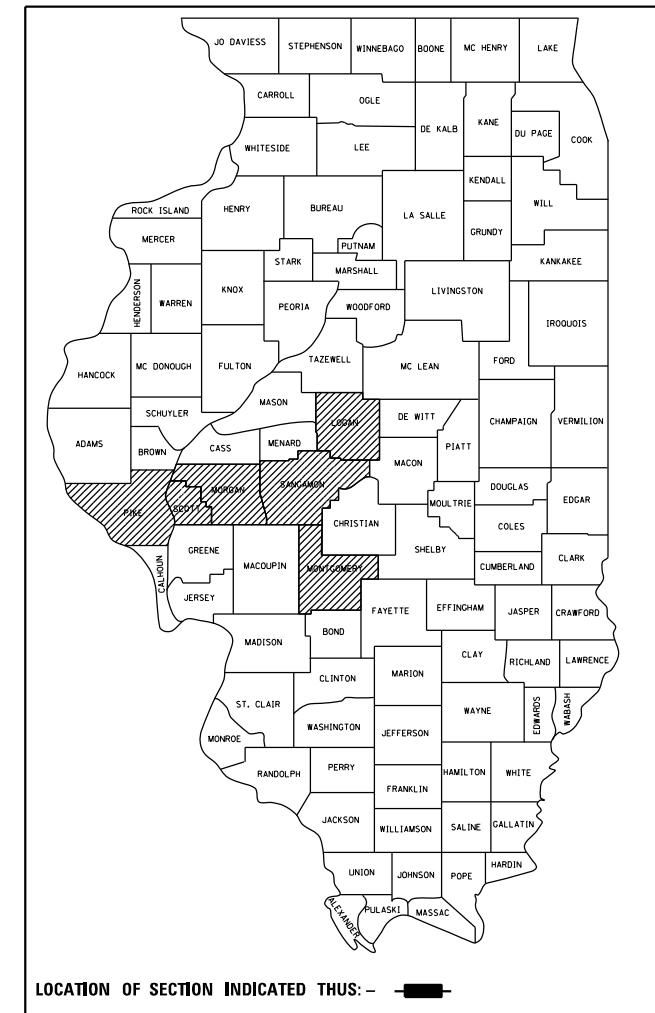 JO DAVIESS STEPHENSON WINNEBAGO BOONE MC HENRY LAKE
CARROLL OGLE DE KALB KANE DU PAGE COOK
WHITESIDE LEE
KENDALL WILL
ROCK ISLAND HENRY BUREAU LA SALLE GRUNDY
MERCER PUTNAM
STARK MARSHALL KANKAKEE
HENDERSON WARREN KNOX PEORIA WOODFORD LIVINGSTON IROQUOIS
HANCOCK MC DONOUGH FULTON TAZEWELL MC LEAN FORD
SCHUYLER MASON LOGAN DE WITT CHAMPAIGN VERMILION
ADAMS BROWN CASS MENARD MACON PIATT
PIKE SCOTT MORGAN SANGAMON MOULTRIE DOUGLAS EDGAR
CHRISTIAN COLES
CALHOUN GREENE MACOUPIN MONTGOMERY SHELBY CUMBERLAND CLARK
JERSEY FAYETTE EFFINGHAM JASPER CRAWFORD
MADISON BOND CLAY RICHLAND LAWRENCE
CLINTON MARION
ST. CLAIR WAYNE EDWARDS WABASH
MONROE WASHINGTON JEFFERSON
RANDOLPH PERRY HAMILTON WHITE
FRANKLIN
JACKSON WILLIAMSON SALINE GALLATIN
UNION JOHNSON POPE HARDIN
ALEXANDER PULASKI MASSAC
LOCATION OF SECTION INDICATED THUS: –